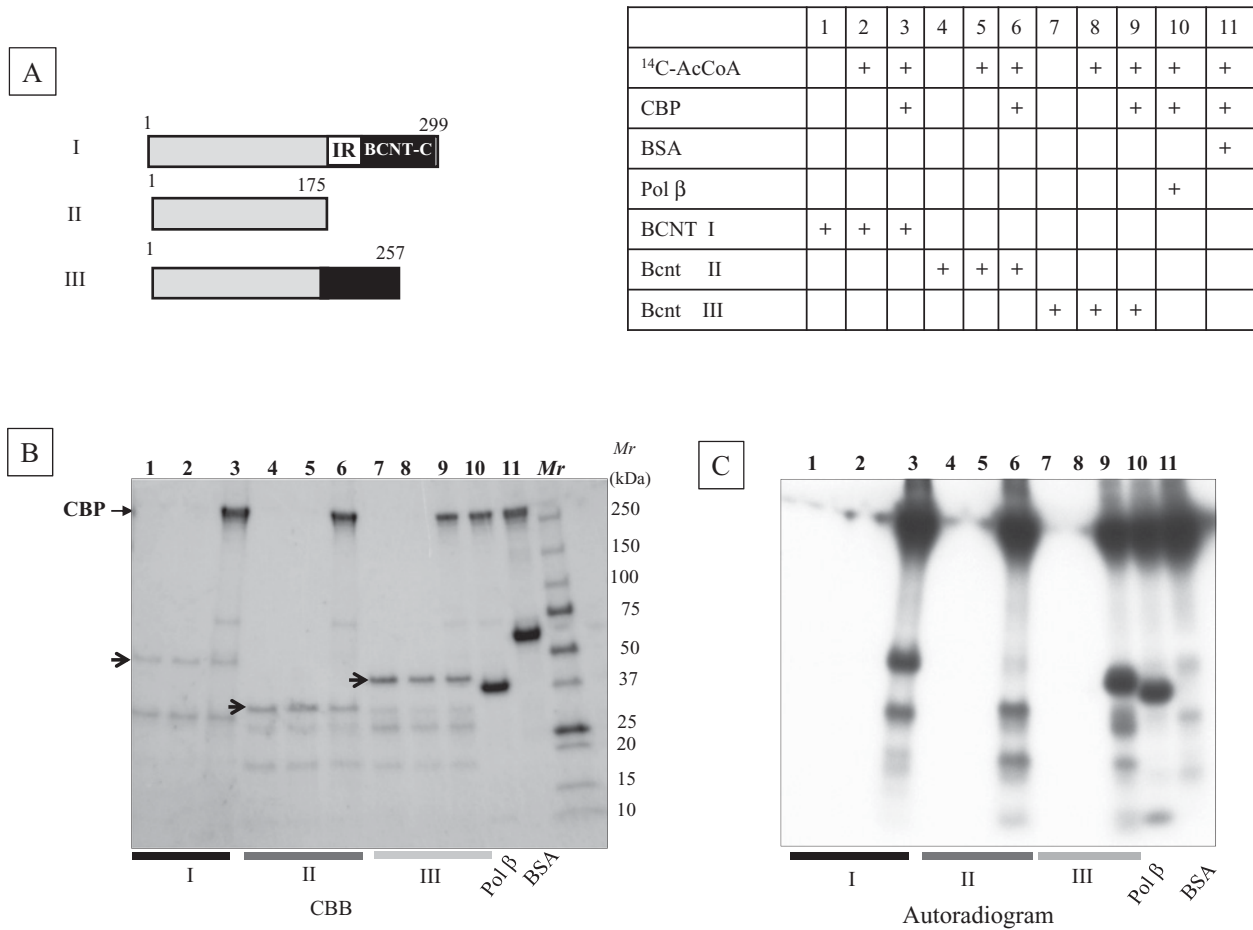 A
1
299
I
IR
BCNT-C
1
175
II
1
257
III
1 2 3 4 5 6 7 8 9 10 11
¹⁴C-AcCoA + + + + + + + +
CBP + + + + +
BSA +
Pol β +
BCNT I + + +
Bcnt II + + +
Bcnt III + + +
B
1 2 3 4 5 6 7 8 9 10 11 Mr
Mr
(kDa)
CBP
250
150
100
75
50
37
25
20
15
10
I
II
III
Pol β
BSA
CBB
C
1 2 3 4 5 6 7 8 9 10 11
I
II
III
Pol β
BSA
Autoradiogram